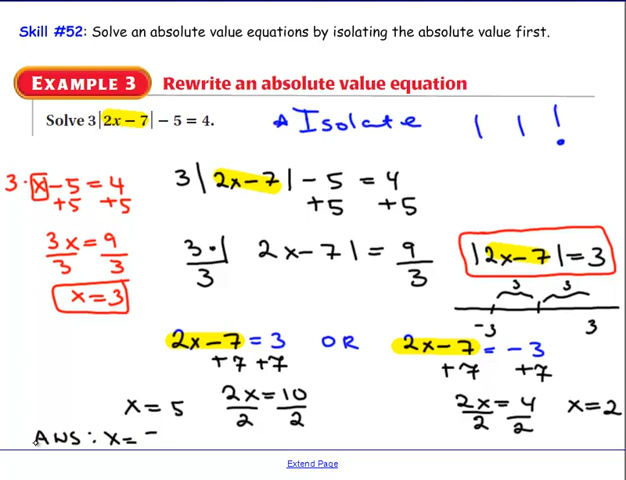 Skill #52: Solve an absolute value equations by isolating the absolute value first.
EXAMPLE 3 Rewrite an absolute value equation
Solve 3|2x − 7| − 5 = 4.
* Isolate | | !
3 · x − 5 = 4
+5 +5
3x = 9
3 3
x = 3
3|2x − 7| − 5 = 4
+5 +5
3 · |2x − 7| = 9
3 3
|2x − 7| = 3
3 3
−3 3
2x − 7 = 3 OR 2x − 7 = −3
+7 +7 +7 +7
2x = 10 2x = 4
2 2 2 2
x = 5 x = 2
ANS: x =
Extend Page